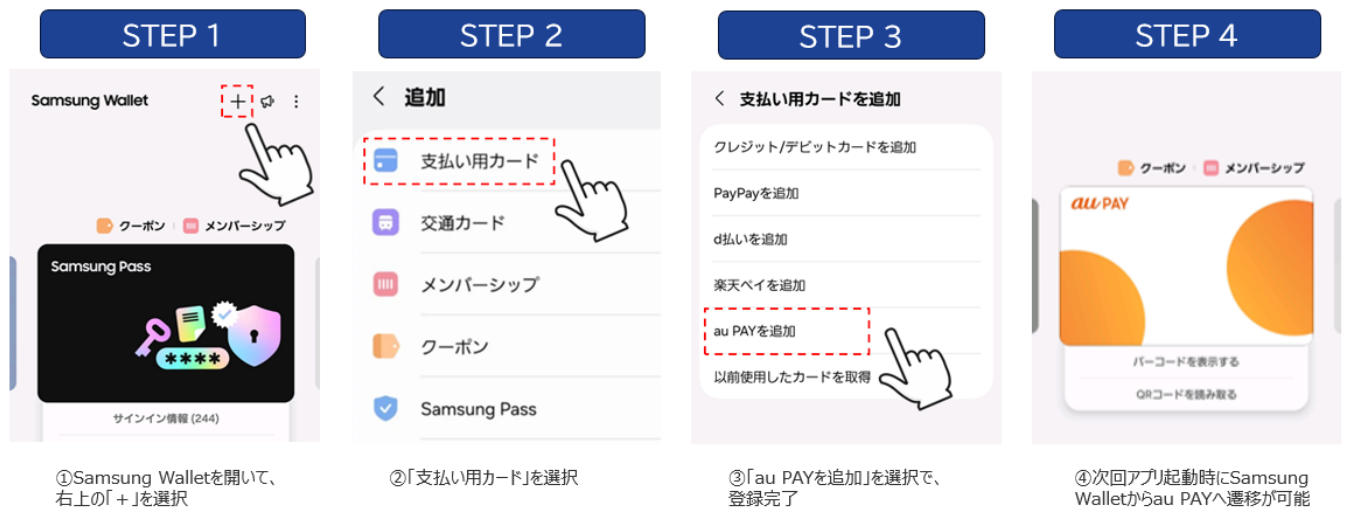 STEP 1
Samsung Wallet
クーポン
メンバーシップ
Samsung Pass
****
サインイン情報 (244)
①Samsung Walletを開いて、
右上の「+」を選択
STEP 2
追加
支払い用カード
交通カード
メンバーシップ
クーポン
Samsung Pass
②「支払い用カード」を選択
STEP 3
支払い用カードを追加
クレジット/デビットカードを追加
PayPayを追加
d払いを追加
楽天ペイを追加
au PAYを追加
以前使用したカードを取得
③「au PAYを追加」を選択で、
登録完了
STEP 4
クーポン
メンバーシップ
au PAY
バーコードを表示する
QRコードを読み取る
④次回アプリ起動時にSamsung
Walletからau PAYへ遷移が可能